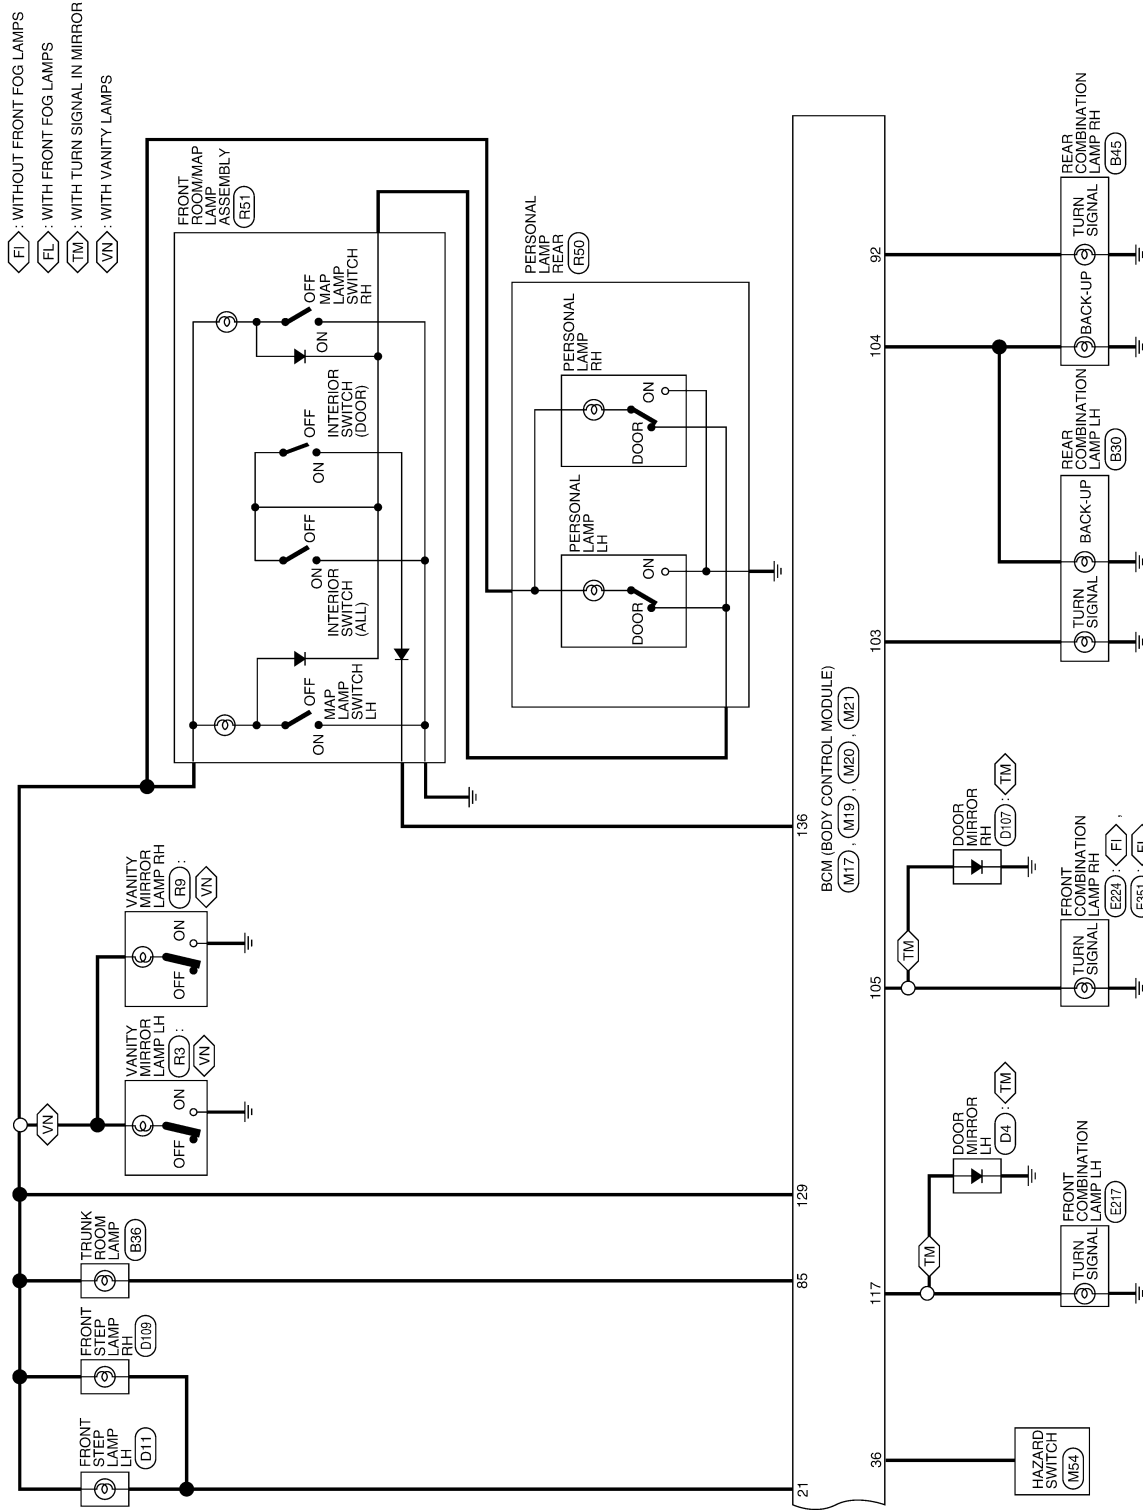 FI : WITHOUT FRONT FOG LAMPS
FL : WITH FRONT FOG LAMPS
TM : WITH TURN SIGNAL IN MIRROR
VN : WITH VANITY LAMPS
FRONT
STEP
LAMP
LH
D11
FRONT
STEP
LAMP
RH
D109
TRUNK
ROOM
LAMP
B36
VN
VANITY
MIRROR
LAMP LH
R3 :
VN
OFF
ON
VANITY
MIRROR
LAMP RH
R9 :
VN
OFF
ON
FRONT
ROOM/MAP
LAMP
ASSEMBLY
R51
ON
OFF
MAP
LAMP
SWITCH
LH
ON
OFF
INTERIOR
SWITCH
(ALL)
ON
OFF
INTERIOR
SWITCH
(DOOR)
ON
OFF
MAP
LAMP
SWITCH
RH
PERSONAL
LAMP
REAR
R50
PERSONAL
LAMP
LH
DOOR
ON
PERSONAL
LAMP
RH
DOOR
ON
21
85
129
136
BCM (BODY CONTROL MODULE)
M17 , M19 , M20 , M21
36
117
105
103
104
92
HAZARD
SWITCH
M54
TM
DOOR
MIRROR
LH
D4 : TM
FRONT
COMBINATION
LAMP LH
E217
TURN
SIGNAL
TM
DOOR
MIRROR
RH
D107 : TM
FRONT
COMBINATION
LAMP RH
E224 : FI ,
E351 : FL
TURN
SIGNAL
REAR
COMBINATION
LAMP LH
B30
TURN
SIGNAL
BACK-UP
REAR
COMBINATION
LAMP RH
B45
BACK-UP
TURN
SIGNAL